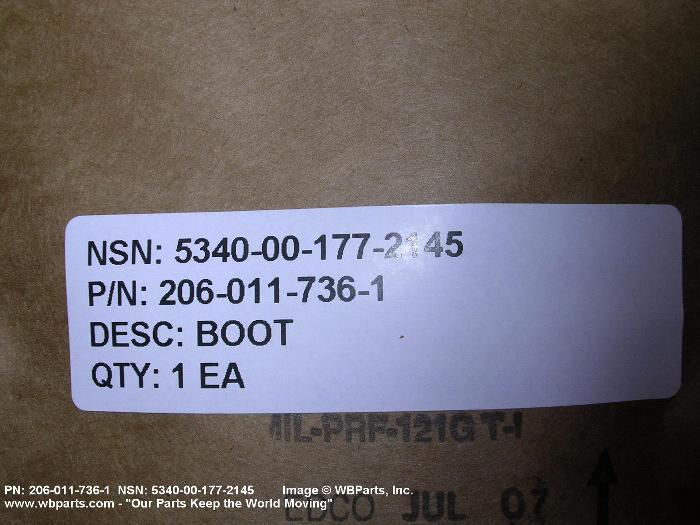 NSN: 5340-00-177-2145
P/N: 206-011-736-1
DESC: BOOT
QTY: 1 EA
MIL-PRF-121G T-I
EDCO JUL 07
PN: 206-011-736-1 NSN: 5340-00-177-2145 Image © WBParts, Inc.
www.wbparts.com - "Our Parts Keep the World Moving"